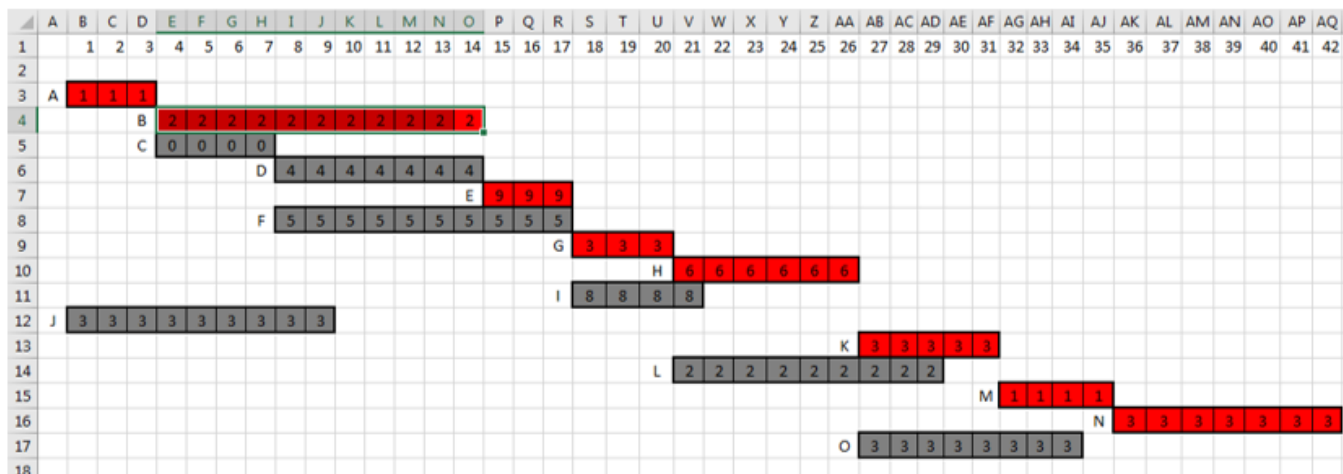 A B C D E F G H I J K L M N O P Q R S T U V W X Y Z AA AB AC AD AE AF AG AH AI AJ AK AL AM AN AO AP AQ
1 1 2 3 4 5 6 7 8 9 10 11 12 13 14 15 16 17 18 19 20 21 22 23 24 25 26 27 28 29 30 31 32 33 34 35 36 37 38 39 40 41 42
2
3 A 1 1 1
4 B 2 2 2 2 2 2 2 2 2 2 2
5 C 0 0 0 0
6 D 4 4 4 4 4 4 4
7 E 9 9 9
8 F 5 5 5 5 5 5 5 5 5 5
9 G 3 3 3
10 H 6 6 6 6 6 6
11 I 8 8 8 8
12 J 3 3 3 3 3 3 3 3 3
13 K 3 3 3 3 3
14 L 2 2 2 2 2 2 2 2 2
15 M 1 1 1 1
16 N 3 3 3 3 3 3 3
17 O 3 3 3 3 3 3 3 3
18